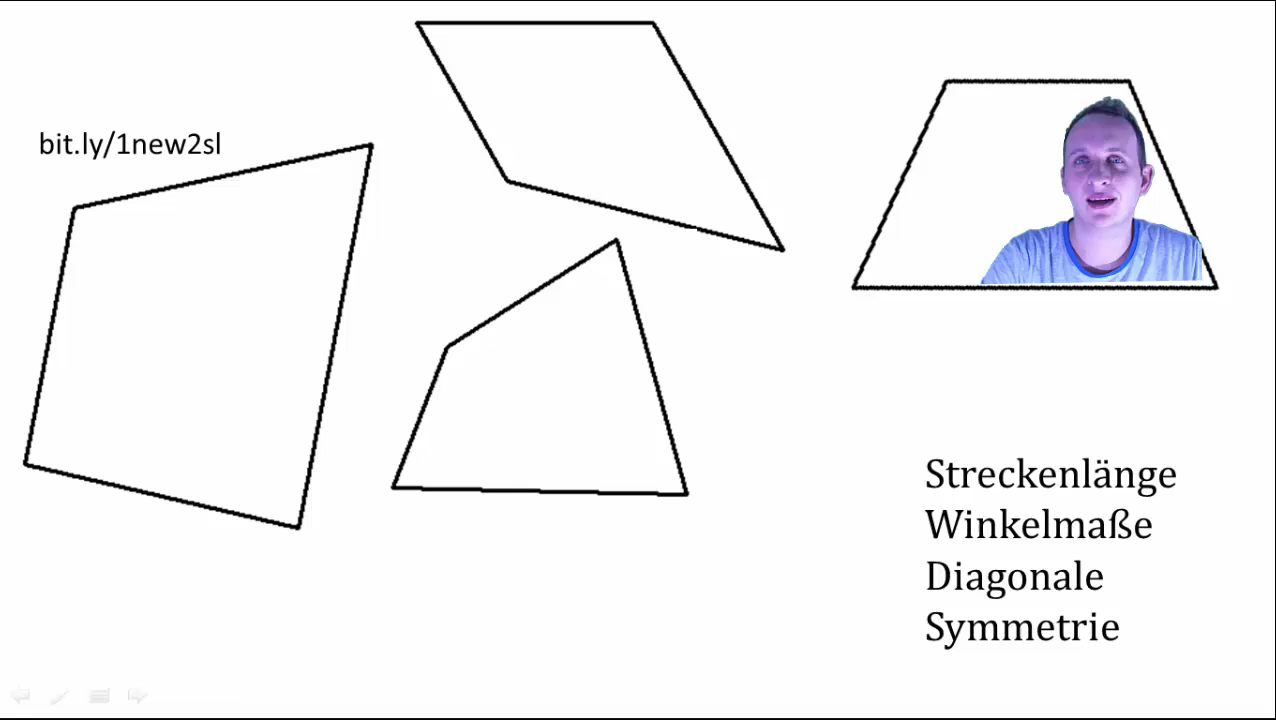 bit.ly/1new2sl
Streckenlänge
Winkelmaße
Diagonale
Symmetrie